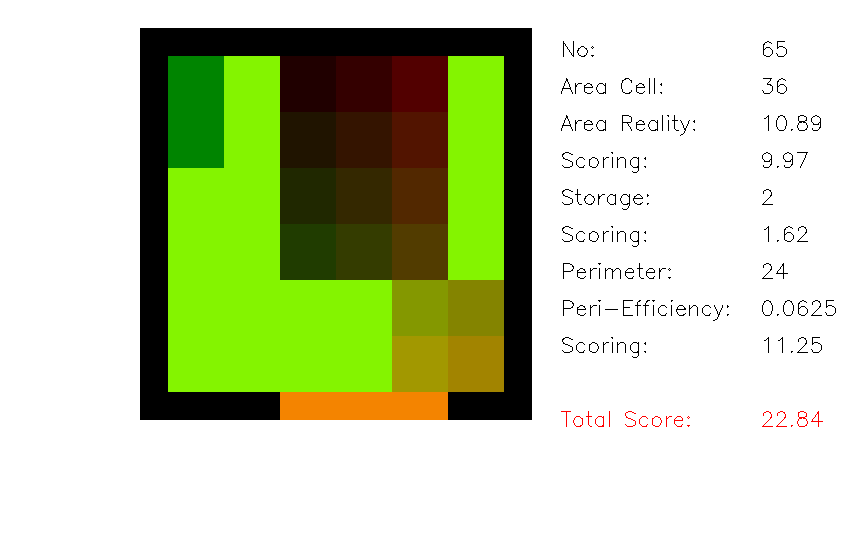 No: 65
Area Cell: 36
Area Reality: 10.89
Scoring: 9.97
Storage: 2
Scoring: 1.62
Perimeter: 24
Peri-Efficiency: 0.0625
Scoring: 11.25
Total Score: 22.84